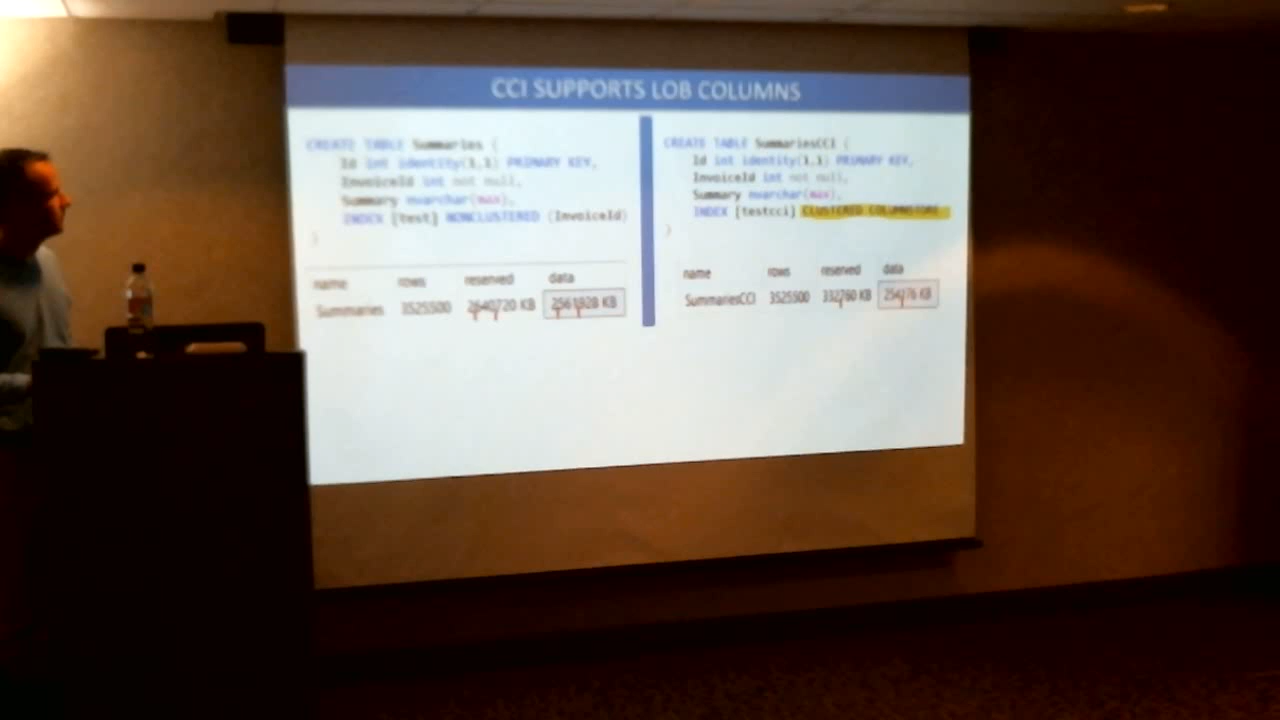 CCI SUPPORTS LOB COLUMNS
CREATE TABLE Summaries (
Id int identity(1,1) PRIMARY KEY,
InvoiceId int not null,
Summary nvarchar(max),
INDEX [test] NONCLUSTERED (InvoiceId)
)
name rows reserved data
Summaries 3525500 2640720 KB 2561928 KB
CREATE TABLE SummariesCCI (
Id int identity(1,1) PRIMARY KEY,
InvoiceId int not null,
Summary nvarchar(max),
INDEX [testcci] CLUSTERED COLUMNSTORE
)
name rows reserved data
SummariesCCI 3525500 332760 KB 254176 KB